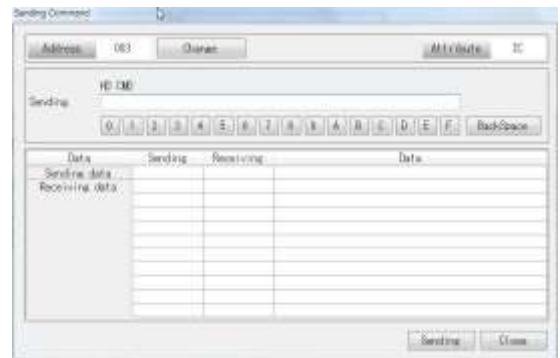 Sending Command
Address 003 Change Attribute IC
HD CMD
Sending
0 1 2 3 4 5 6 7 8 9 A B C D E F BackSpace
Data Sending Receiving Data
Sending data
Receiving data
Sending Close